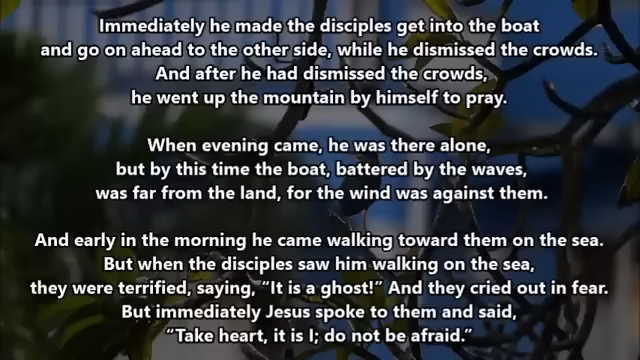 Immediately he made the disciples get into the boat
and go on ahead to the other side, while he dismissed the crowds.
And after he had dismissed the crowds,
he went up the mountain by himself to pray.
When evening came, he was there alone,
but by this time the boat, battered by the waves,
was far from the land, for the wind was against them.
And early in the morning he came walking toward them on the sea.
But when the disciples saw him walking on the sea,
they were terrified, saying, “It is a ghost!” And they cried out in fear.
But immediately Jesus spoke to them and said,
“Take heart, it is I; do not be afraid.”